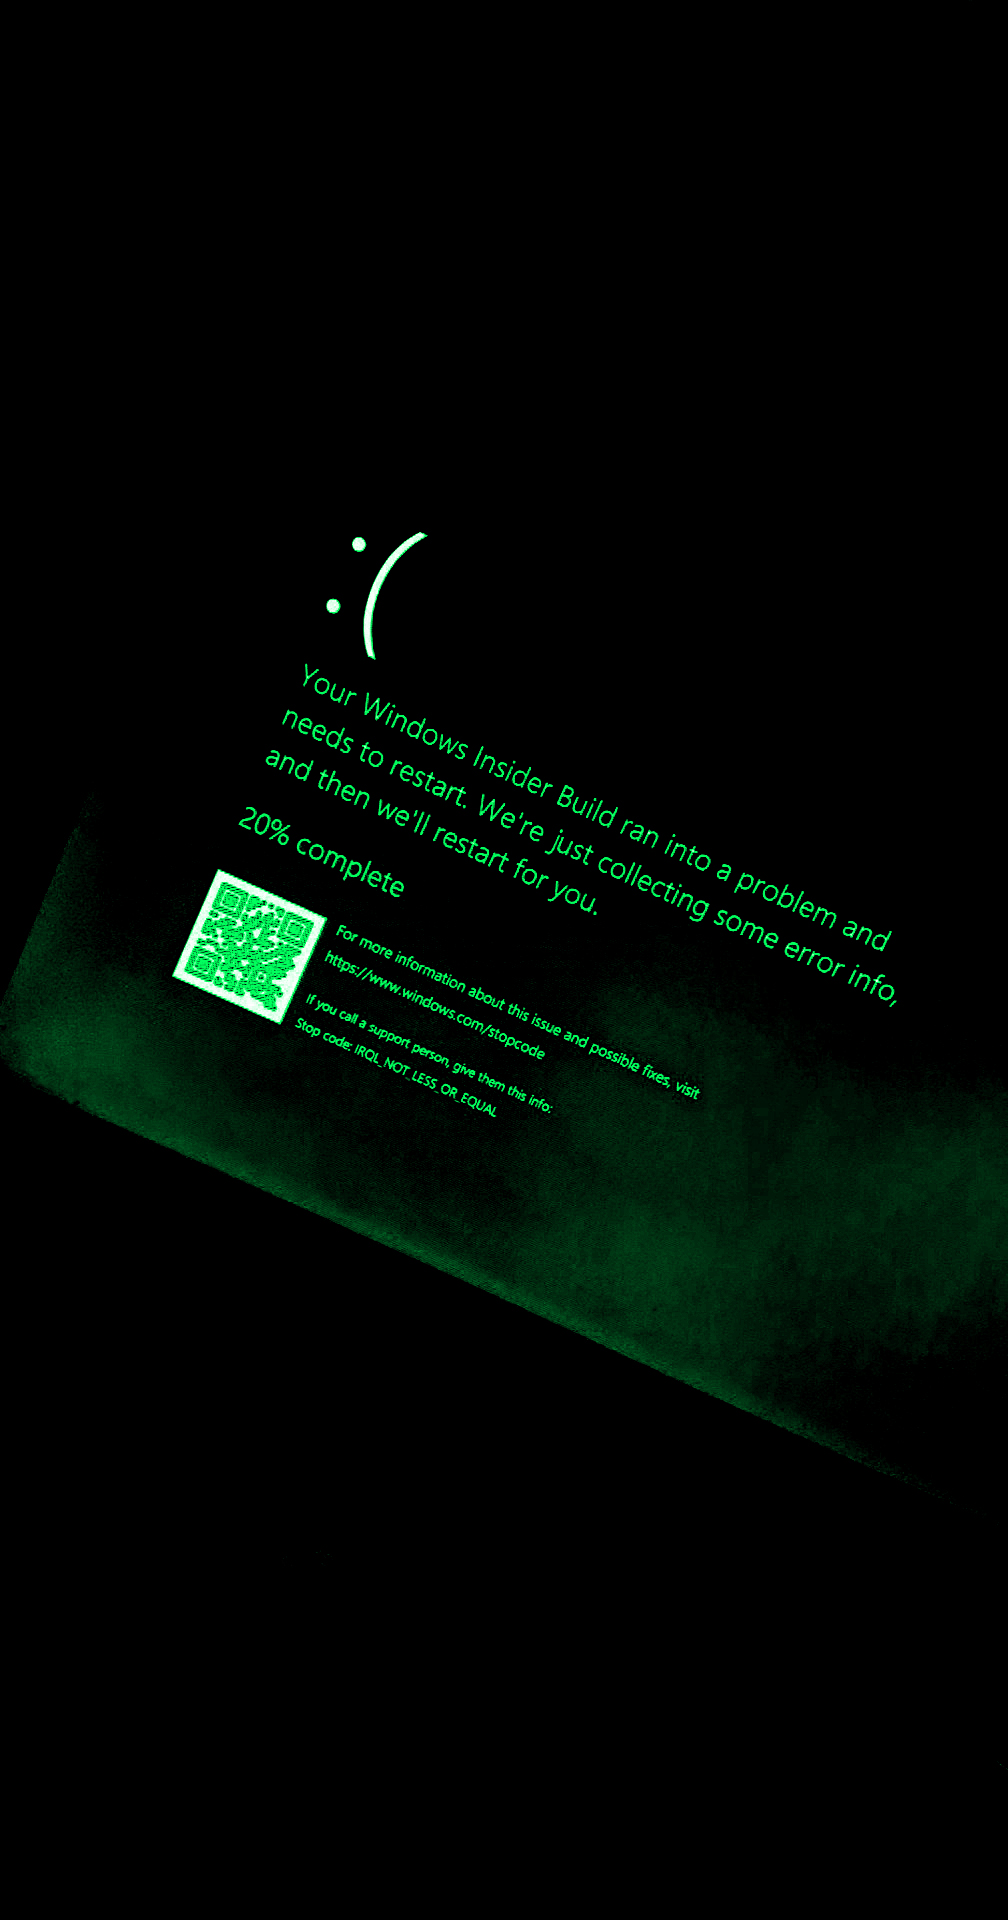 :(
Your Windows Insider Build ran into a problem and
needs to restart. We're just collecting some error info,
and then we'll restart for you.
20% complete
For more information about this issue and possible fixes, visit
https://www.windows.com/stopcode
If you call a support person, give them this info:
Stop code: IRQL_NOT_LESS_OR_EQUAL